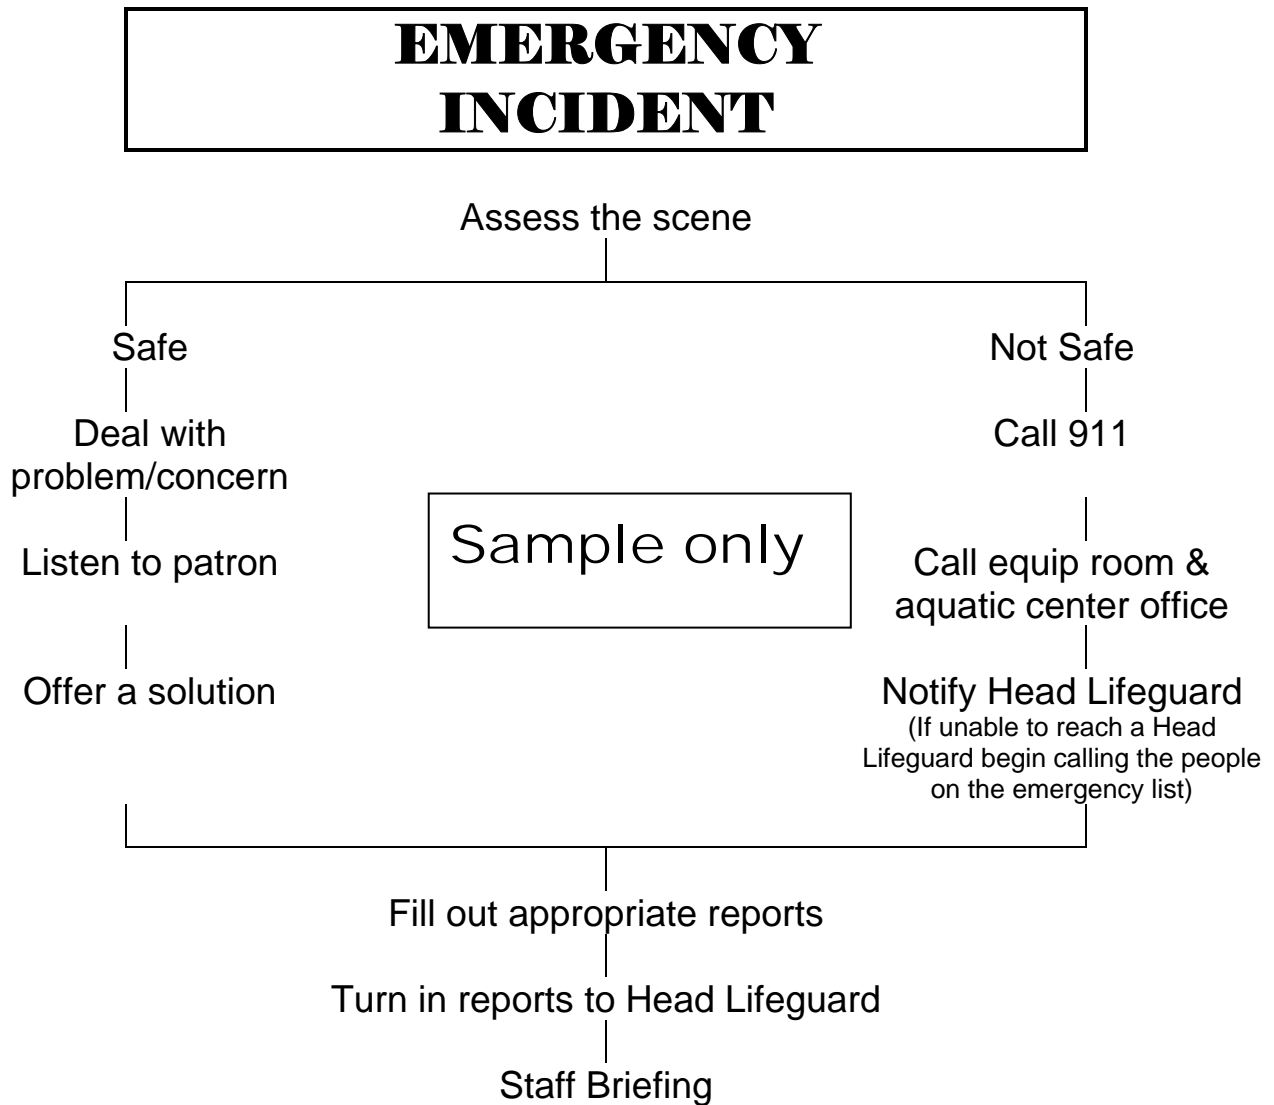 EMERGENCY
INCIDENT
Assess the scene
Safe
Not Safe
Deal with
problem/concern
Call 911
Sample only
Listen to patron
Call equip room &
aquatic center office
Offer a solution
Notify Head Lifeguard
(If unable to reach a Head
Lifeguard begin calling the people
on the emergency list)
Fill out appropriate reports
Turn in reports to Head Lifeguard
Staff Briefing